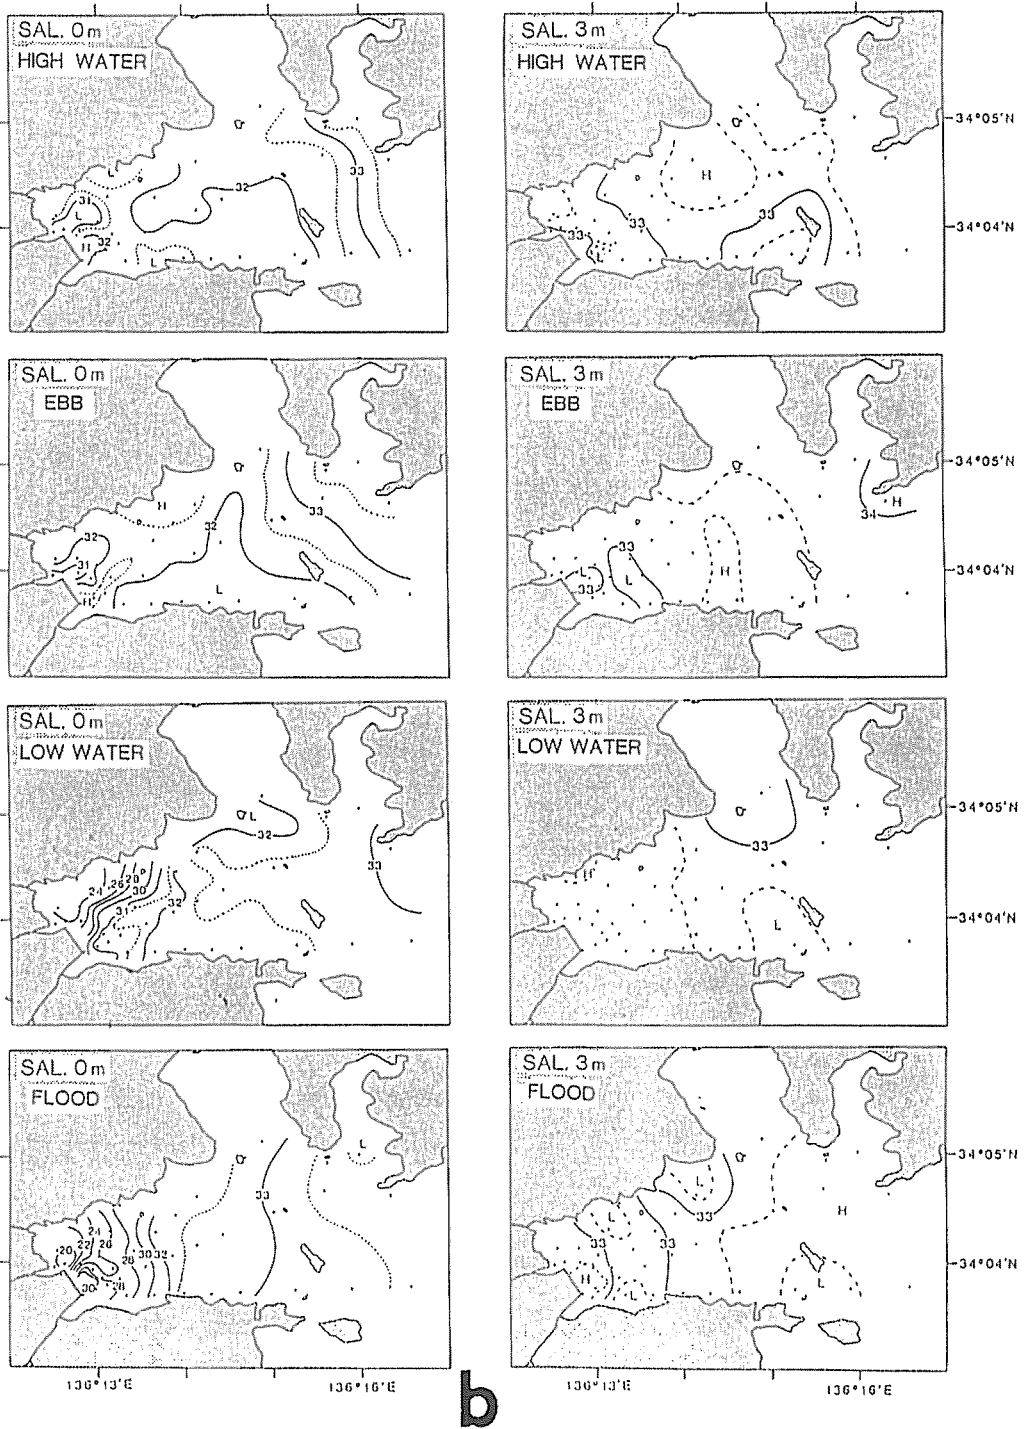 SAL. 0m
HIGH WATER
L
31
L
H
32
L
32
33
SAL. 3m
HIGH WATER
H
33
33
33
L
34°05'N
34°04'N
SAL. 0m
EBB
H
32
31
H
32
L
33
SAL. 3m
EBB
L
33
33
L
H
H
34
34°05'N
34°04'N
SAL. 0m
LOW WATER
L
32
24
26
28
30
31
32
33
SAL. 3m
LOW WATER
H
33
L
34°05'N
34°04'N
SAL. 0m
FLOOD
L
33
24
20
22
26
28
30
32
30
28
SAL. 3m
FLOOD
L
L
33
33
33
H
H
L
L
34°05'N
34°04'N
136°13'E
136°16'E
136°13'E
136°16'E
b